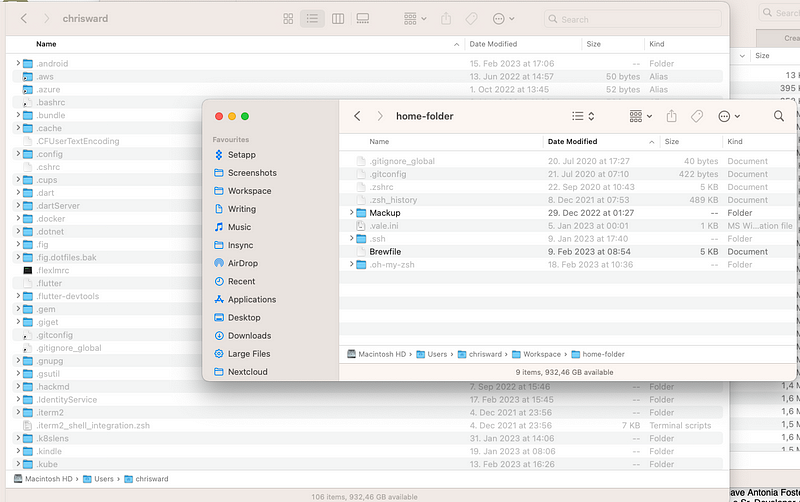 chrisward
Search
Search
Crea
Name Date Modified Size Kind
Size
.android 15. Feb 2023 at 17:06 -- Folder
.aws 13. Jun 2022 at 14:57 50 bytes Alias
13 K
.azure 1. Oct 2022 at 13:45 52 bytes Alias
395 K
.bashrc
.bundle
.cache
.CFUserTextEncoding
.config
.cshrc
.cups
.dart
.dartServer
.docker
.dotnet
.fig
.fig.dotfiles.bak
.flexlmrc
.flutter
.flutter-devtools
.gem
.giget
.gitconfig
.gitignore_global
.gnupg
.gsutil
.hackmd 7. Sep 2022 at 15:46 -- Folder
.IdentityService 17. Feb 2023 at 15:45 -- Folder
.iterm2 4. Dec 2021 at 23:56 -- Folder
.iterm2_shell_integration.zsh 4. Dec 2021 at 23:56 7 KB Terminal scripts
.k8slens 31. Jan 2023 at 14:06 -- Folder
.kindle 19. Jan 2023 at 08:06 -- Folder
.kube 13. Feb 2023 at 16:26 -- Folder
Macintosh HD › Users › chrisward
106 items, 932,46 GB available
home-folder
Favourites
Setapp
Screenshots
Workspace
Writing
Music
Insync
AirDrop
Recent
Applications
Desktop
Downloads
Large Files
Nextcloud
Name Date Modified Size Kind
.gitignore_global 20. Jul 2020 at 17:27 40 bytes Document
.gitconfig 21. Jul 2020 at 07:10 422 bytes Document
.zshrc 22. Sep 2020 at 10:43 5 KB Document
.zsh_history 8. Dec 2021 at 07:53 489 KB Document
Mackup 29. Dec 2022 at 01:27 -- Folder
.vale.ini 5. Jan 2023 at 00:01 1 KB MS Wi...ation file
.ssh 9. Jan 2023 at 17:40 -- Folder
Brewfile 9. Feb 2023 at 08:54 5 KB Document
.oh-my-zsh 18. Feb 2023 at 10:36 -- Folder
Macintosh HD › Users › chrisward › Workspace › home-folder
9 items, 932,46 GB available
1,4 M
1,6 M
1,5 M
1,5 M
ave Antonia Foste